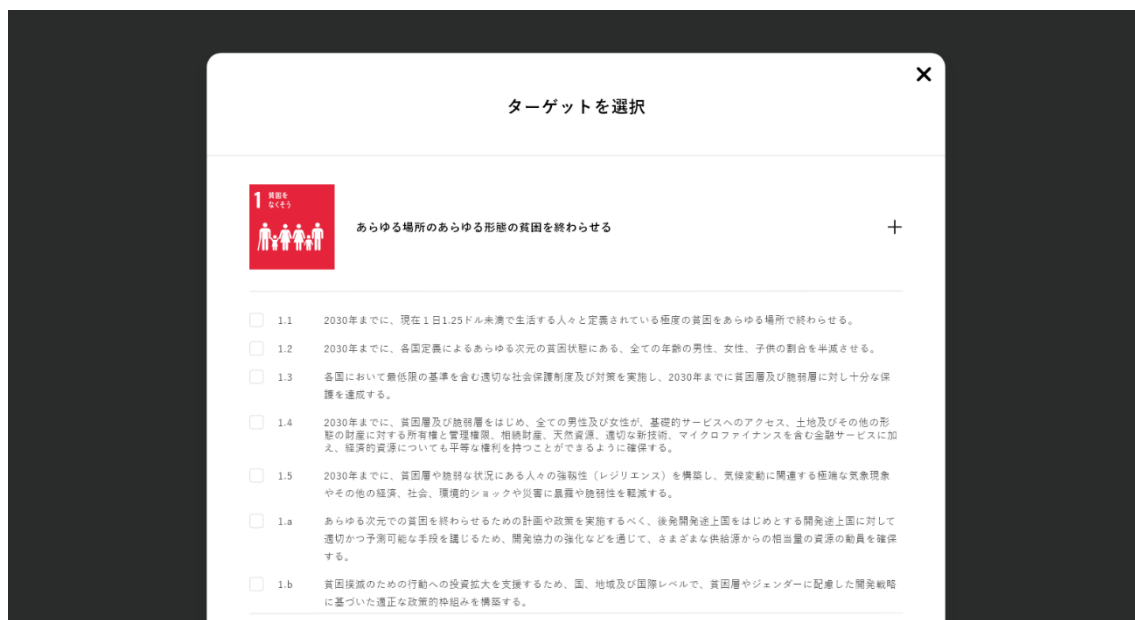 ターゲットを選択
1 貧困を
なくそう
あらゆる場所のあらゆる形態の貧困を終わらせる
1.1 2030年までに、現在1日1.25ドル未満で生活する人々と定義されている極度の貧困をあらゆる場所で終わらせる。
1.2 2030年までに、各国定義によるあらゆる次元の貧困状態にある、全ての年齢の男性、女性、子供の割合を半減させる。
1.3 各国において最低限の基準を含む適切な社会保護制度及び対策を実施し、2030年までに貧困層及び脆弱層に対し十分な保
護を達成する。
1.4 2030年までに、貧困層及び脆弱層をはじめ、全ての男性及び女性が、基礎的サービスへのアクセス、土地及びその他の形
態の財産に対する所有権と管理権限、相続財産、天然資源、適切な新技術、マイクロファイナンスを含む金融サービスに加
え、経済的資源についても平等な権利を持つことができるように確保する。
1.5 2030年までに、貧困層や脆弱な状況にある人々の強靱性（レジリエンス）を構築し、気候変動に関連する極端な気象現象
やその他の経済、社会、環境的ショックや災害に暴露や脆弱性を軽減する。
1.a あらゆる次元での貧困を終わらせるための計画や政策を実施するべく、後発開発途上国をはじめとする開発途上国に対して
適切かつ予測可能な手段を講じるため、開発協力の強化などを通じて、さまざまな供給源からの相当量の資源の動員を確保
する。
1.b 貧困撲滅のための行動への投資拡大を支援するため、国、地域及び国際レベルで、貧困層やジェンダーに配慮した開発戦略
に基づいた適正な政策的枠組みを構築する。